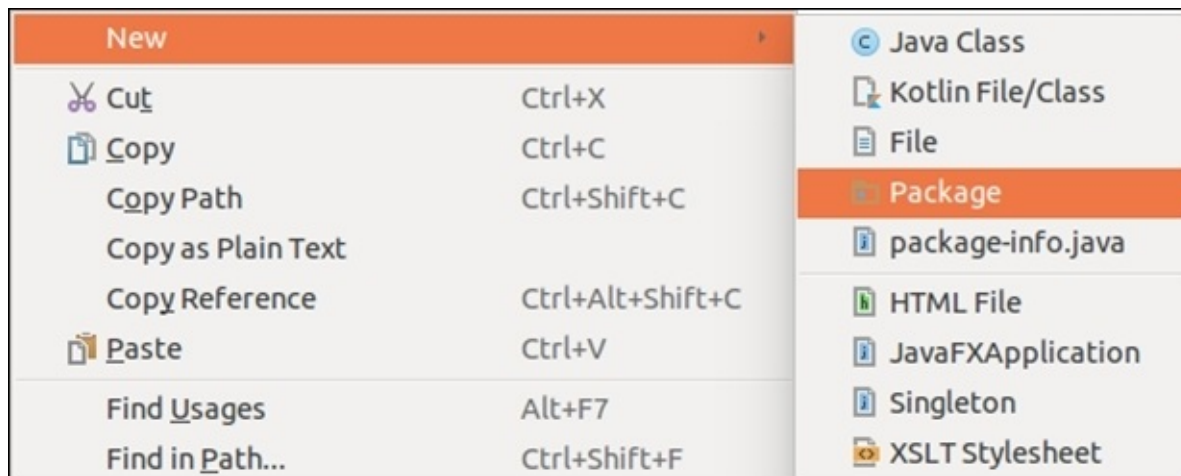 New
Cut Ctrl+X
Copy Ctrl+C
Copy Path Ctrl+Shift+C
Copy as Plain Text
Copy Reference Ctrl+Alt+Shift+C
Paste Ctrl+V
Find Usages Alt+F7
Find in Path... Ctrl+Shift+F
Java Class
Kotlin File/Class
File
Package
package-info.java
HTML File
JavaFXApplication
Singleton
XSLT Stylesheet